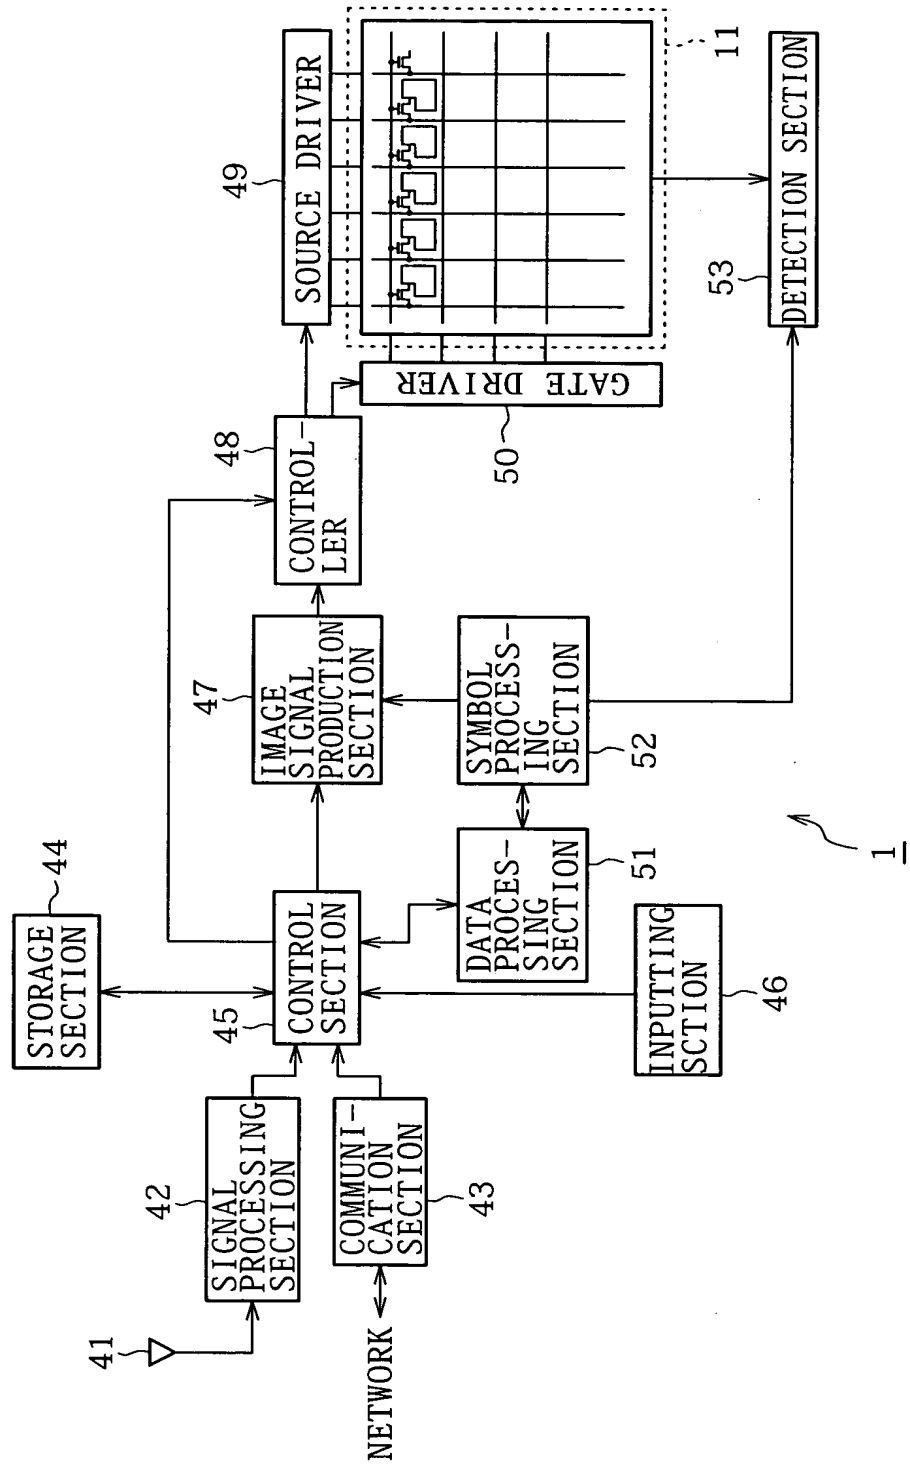 41
42
SIGNAL
PROCESSING
SECTION
NETWORK
COMMUNI-
CATION
SECTION
43
44
STORAGE
SECTION
45
CONTROL
SECTION
INPUTTING
SCTION
46
DATA
PROCES-
SING
SECTION
51
47
IMAGE
SIGNAL
PRODUCTION
SECTION
SYMBOL
PROCESS-
ING
SECTION
52
48
CONTROL-
LER
49
SOURCE DRIVER
GATE DRIVER
50
11
53
DETECTION SECTION
1